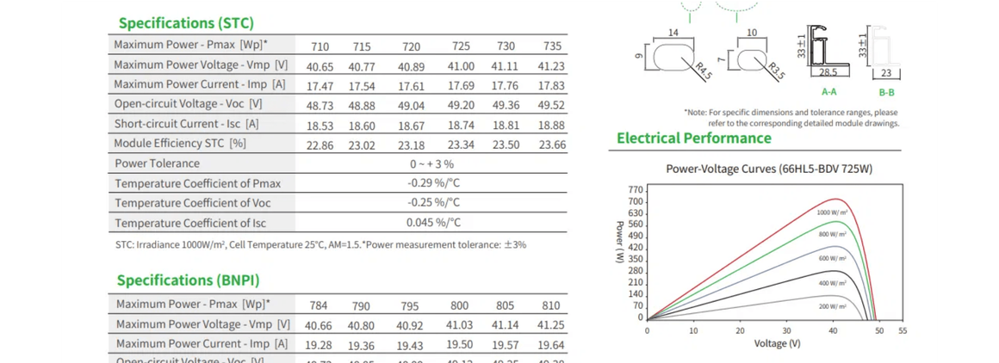 Specifications (STC)
Maximum Power - Pmax [Wp]* 710 715 720 725 730 735
Maximum Power Voltage - Vmp [V] 40.65 40.77 40.89 41.00 41.11 41.23
Maximum Power Current - Imp [A] 17.47 17.54 17.61 17.69 17.76 17.83
Open-circuit Voltage - Voc [V] 48.73 48.88 49.04 49.20 49.36 49.52
Short-circuit Current - Isc [A] 18.53 18.60 18.67 18.74 18.81 18.88
Module Efficiency STC [%] 22.86 23.02 23.18 23.34 23.50 23.66
Power Tolerance 0 ~ + 3 %
Temperature Coefficient of Pmax -0.29 %/°C
Temperature Coefficient of Voc -0.25 %/°C
Temperature Coefficient of Isc 0.045 %/°C
STC: Irradiance 1000W/m², Cell Temperature 25°C, AM=1.5.*Power measurement tolerance: ±3%
Specifications (BNPI)
Maximum Power - Pmax [Wp]* 784 790 795 800 805 810
Maximum Power Voltage - Vmp [V] 40.66 40.80 40.92 41.03 41.14 41.25
Maximum Power Current - Imp [A] 19.28 19.36 19.43 19.50 19.57 19.64
Open-circuit Voltage - Voc [V]
14
9
R4.5
10
7
R3.5
33±1
28.5
A-A
33±1
23
B-B
*Note: For specific dimensions and tolerance ranges, please
refer to the corresponding detailed module drawings.
Electrical Performance
Power-Voltage Curves (66HL5-BDV 725W)
Power (W)
770
700
630
560
490
420
350
280
210
140
70
0
1000 W/ m²
800 W/ m²
600 W/ m²
400 W/ m²
200 W/ m²
0 10 20 30 40 50 55
Voltage (V)